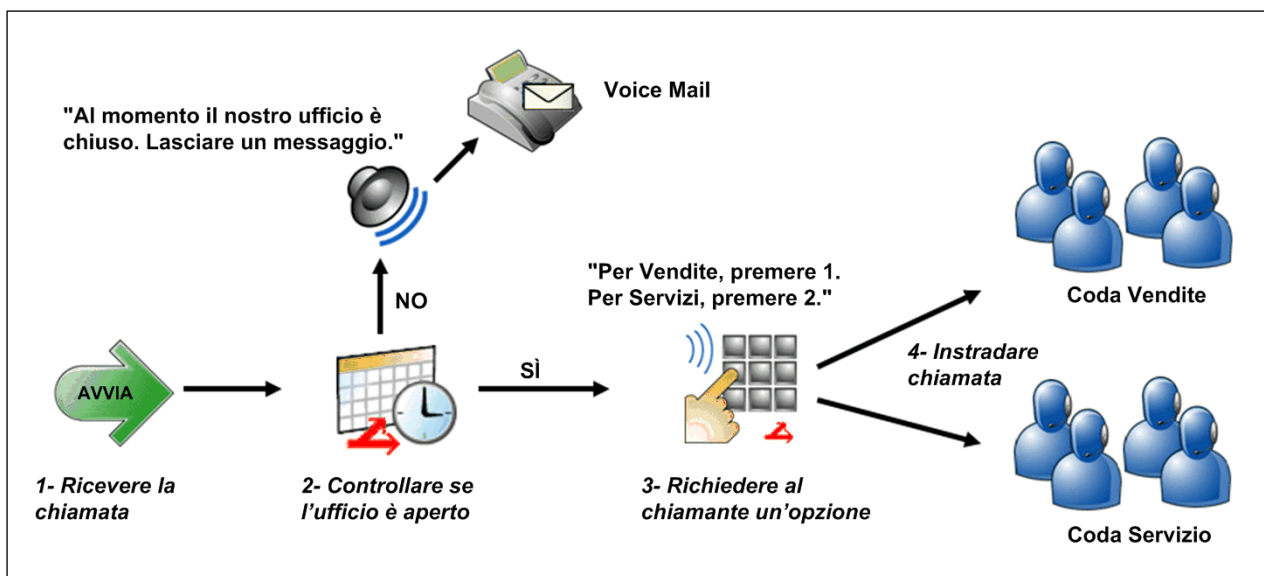 "Al momento il nostro ufficio è
chiuso. Lasciare un messaggio."
Voice Mail
NO
"Per Vendite, premere 1.
Per Servizi, premere 2."
Coda Vendite
AVVIA
SÌ
4- Instradare
chiamata
1- Ricevere la
chiamata
2- Controllare se
l’ufficio è aperto
3- Richiedere al
chiamante un’opzione
Coda Servizio